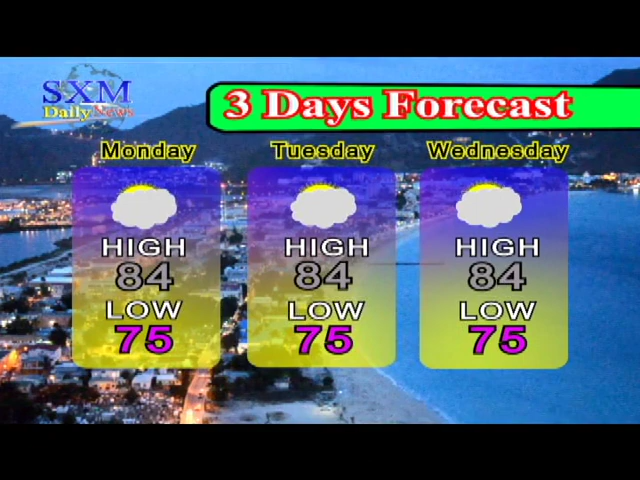 SXM
Daily News
3 Days Forecast
Monday
HIGH
84
LOW
75
Tuesday
HIGH
84
LOW
75
Wednesday
HIGH
84
LOW
75